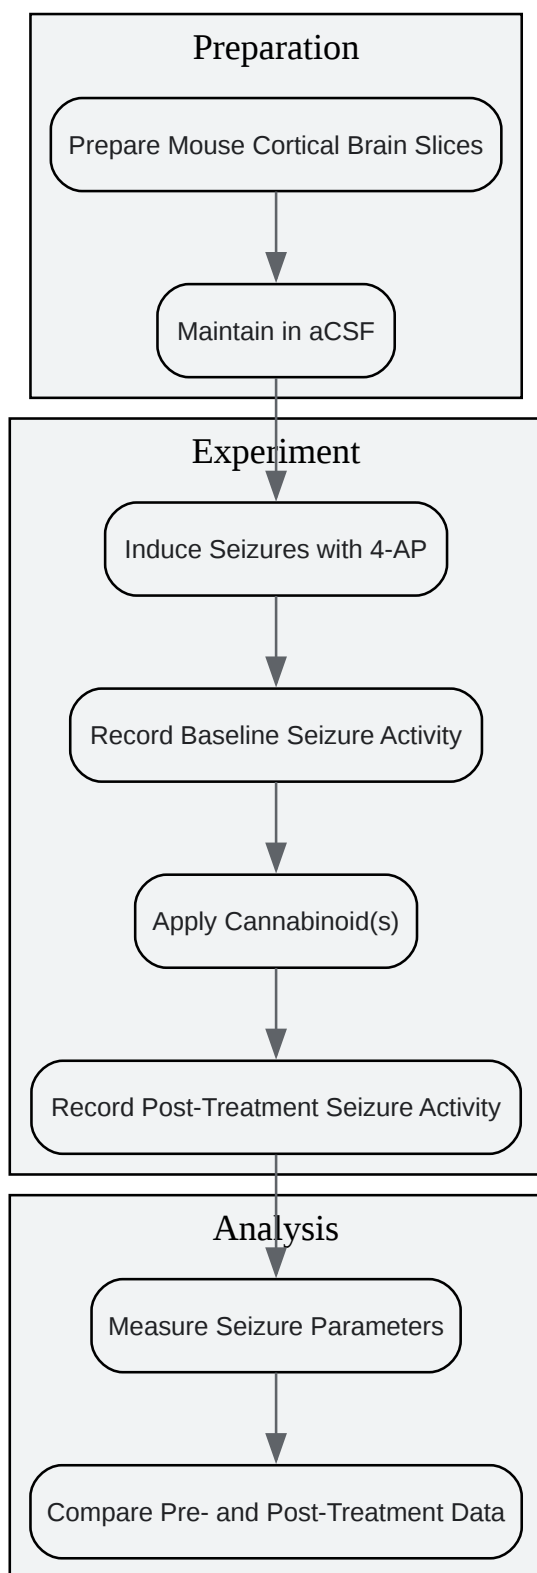 Preparation
Prepare Mouse Cortical Brain Slices
Maintain in aCSF
Experiment
Induce Seizures with 4-AP
Record Baseline Seizure Activity
Apply Cannabinoid(s)
Record Post-Treatment Seizure Activity
Analysis
Measure Seizure Parameters
Compare Pre- and Post-Treatment Data